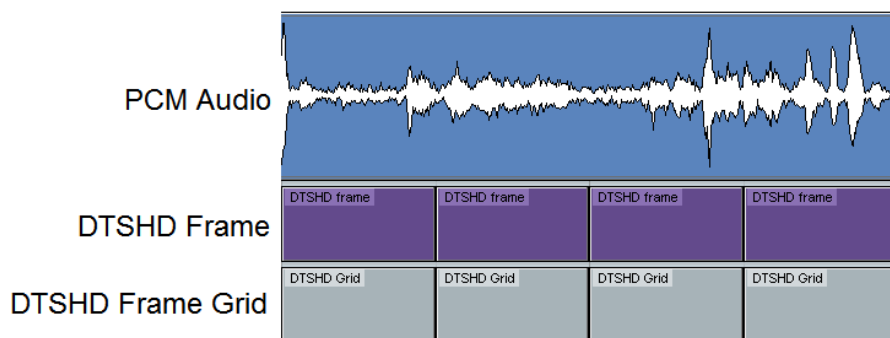 PCM Audio
DTSHD Frame
DTSHD frame DTSHD frame DTSHD frame DTSHD frame
DTSHD Frame Grid
DTSHD Grid DTSHD Grid DTSHD Grid DTSHD Grid